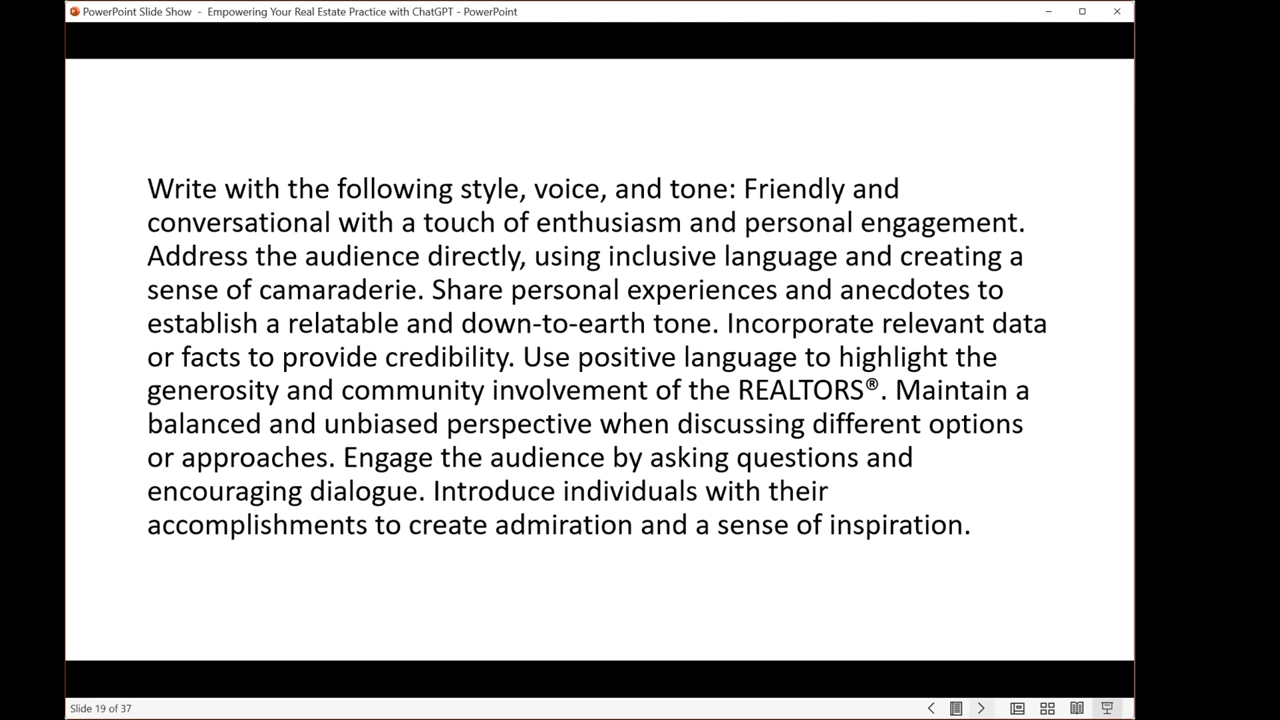 PowerPoint Slide Show - Empowering Your Real Estate Practice with ChatGPT - PowerPoint
Write with the following style, voice, and tone: Friendly and
conversational with a touch of enthusiasm and personal engagement.
Address the audience directly, using inclusive language and creating a
sense of camaraderie. Share personal experiences and anecdotes to
establish a relatable and down-to-earth tone. Incorporate relevant data
or facts to provide credibility. Use positive language to highlight the
generosity and community involvement of the REALTORS®. Maintain a
balanced and unbiased perspective when discussing different options
or approaches. Engage the audience by asking questions and
encouraging dialogue. Introduce individuals with their
accomplishments to create admiration and a sense of inspiration.
Slide 19 of 37